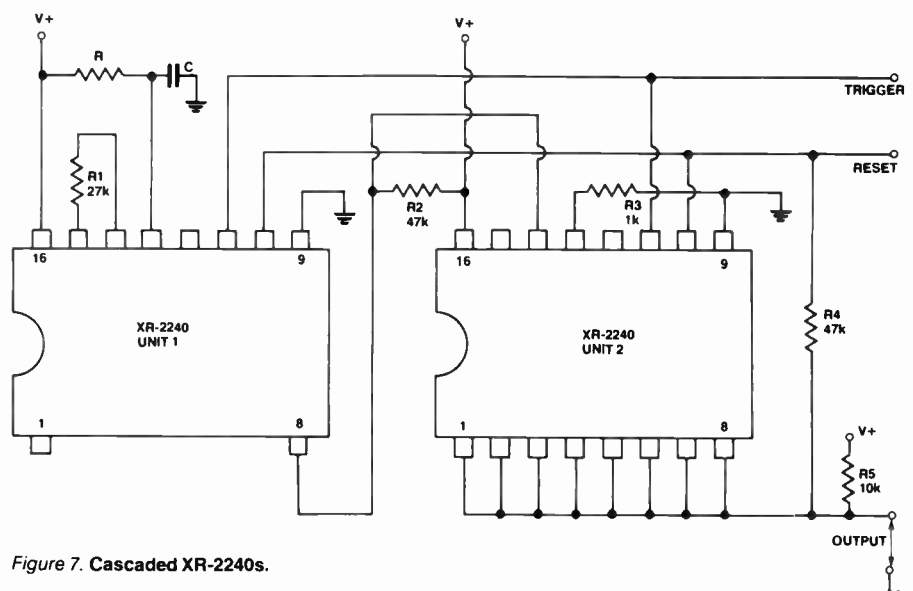 V+
R
C
V+
TRIGGER
RESET
R1
27k
R2
47k
R3
1k
16
9
16
9
XR-2240
UNIT 1
XR-2240
UNIT 2
R4
47k
1
8
1
8
V+
R5
10k
OUTPUT
Figure 7. Cascaded XR-2240s.